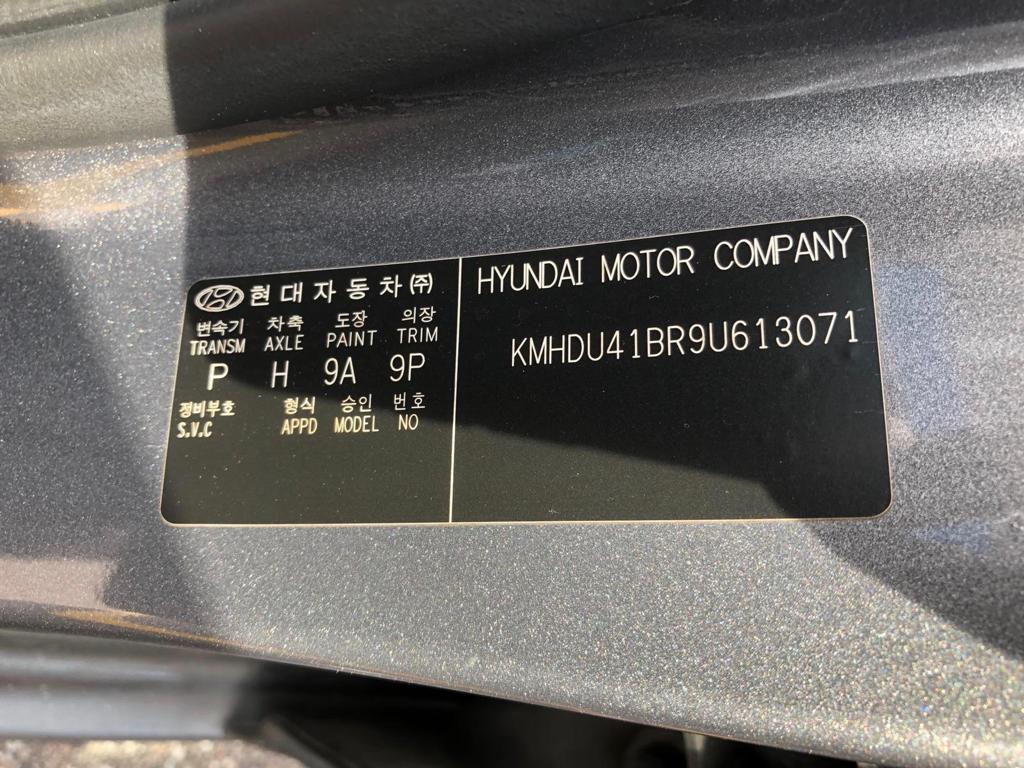 현대자동차㈜
변속기 차축 도장 의장
TRANSM AXLE PAINT TRIM
P H 9A 9P
정비부호 형식 승인 번호
S.V.C APPD MODEL NO
HYUNDAI MOTOR COMPANY
KMHDU41BR9U613071